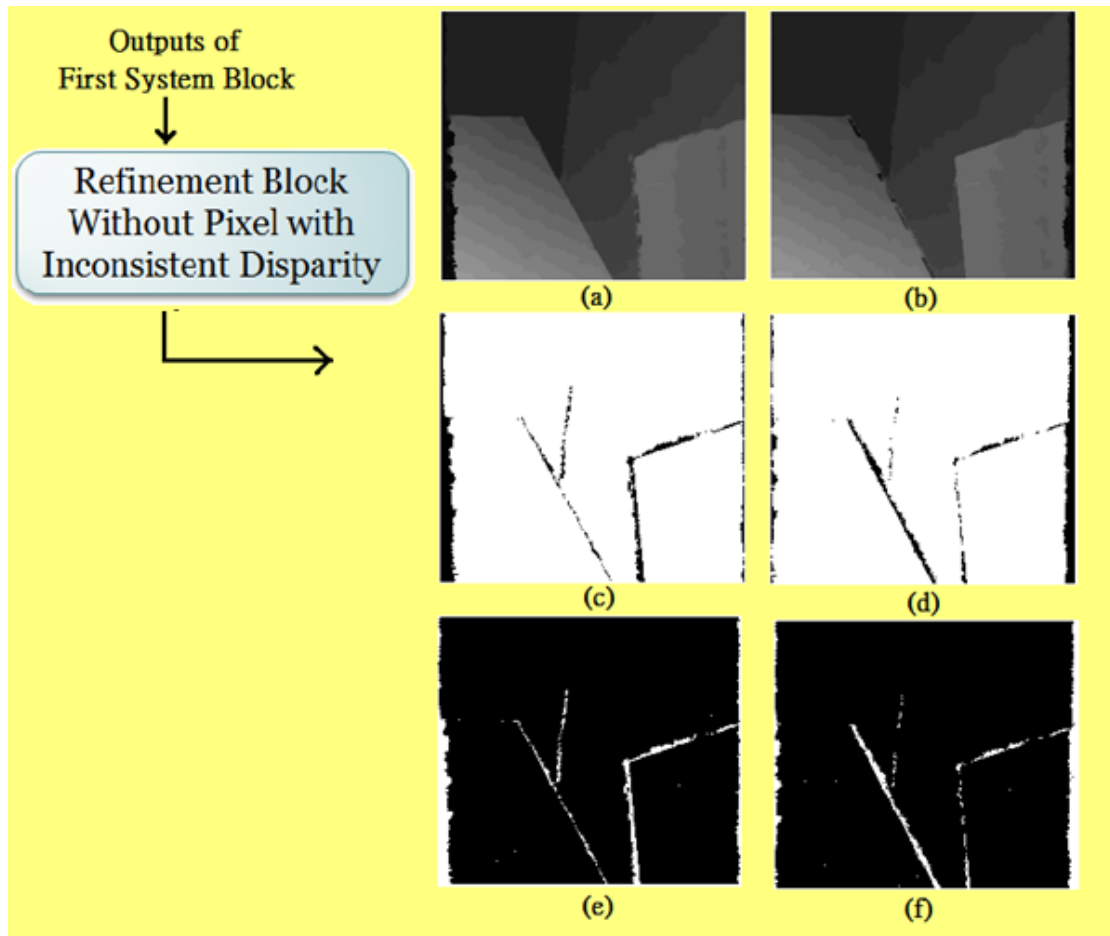 Outputs of
First System Block
Refinement Block
Without Pixel with
Inconsistent Disparity
(a)
(b)
(c)
(d)
(e)
(f)